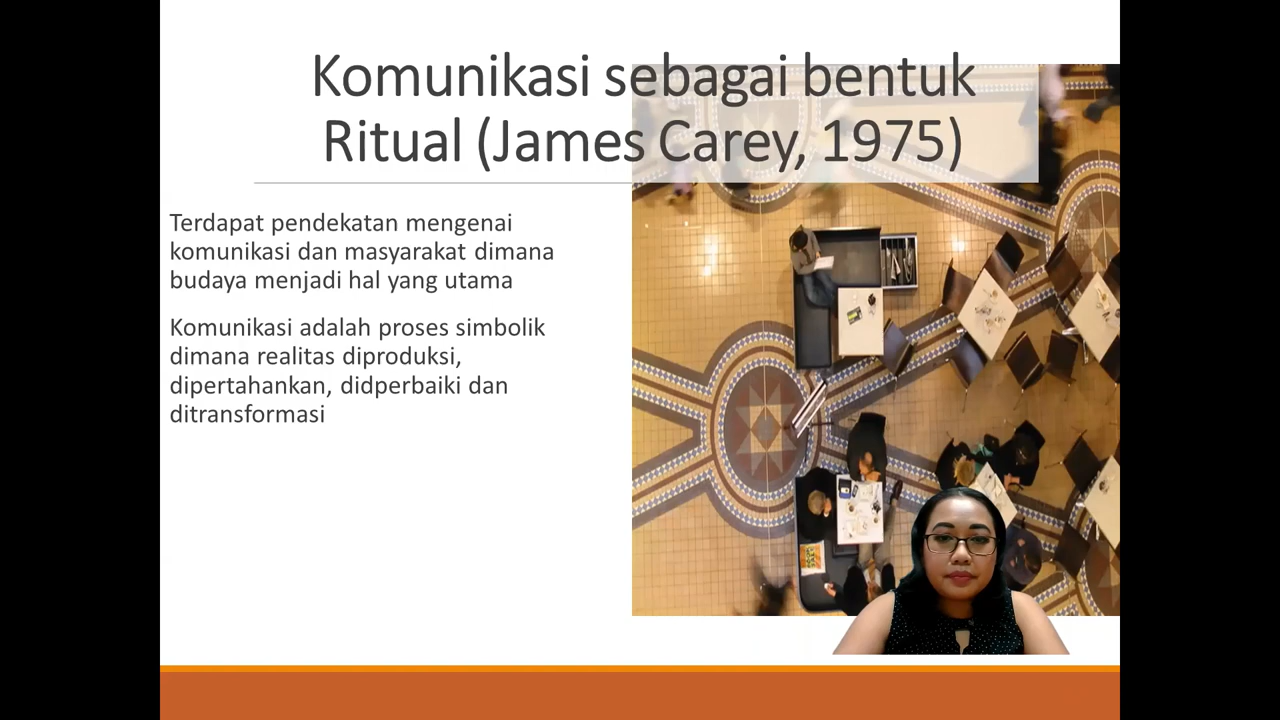 Komunikasi sebagai bentuk
Ritual (James Carey, 1975)
Terdapat pendekatan mengenai
komunikasi dan masyarakat dimana
budaya menjadi hal yang utama
Komunikasi adalah proses simbolik
dimana realitas diproduksi,
dipertahankan, didperbaiki dan
ditransformasi